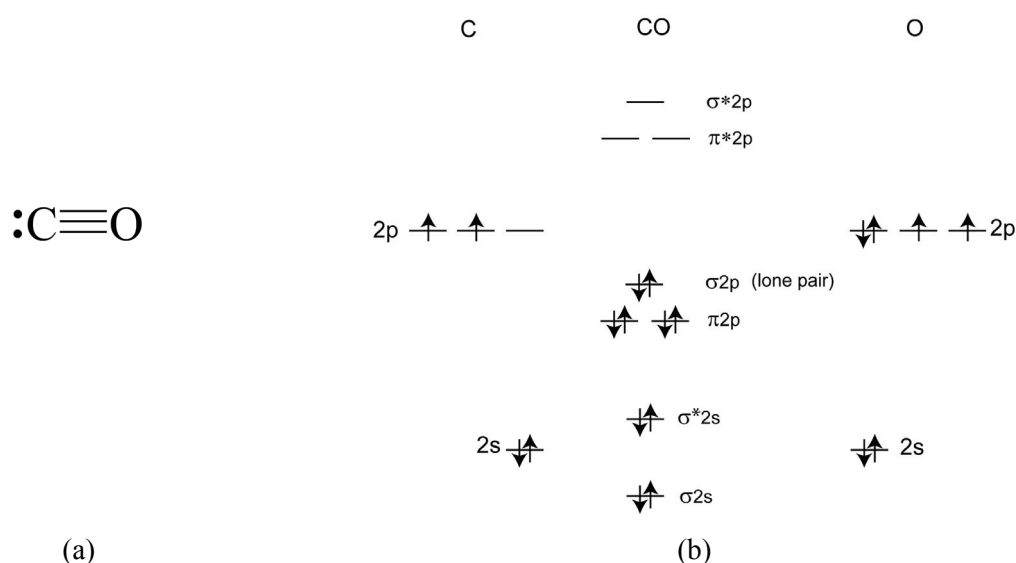 C CO O
σ*2p
π*2p
:C≡O
2p 2p
σ2p (lone pair)
π2p
σ*2s
2s 2s
σ2s
(a) (b)